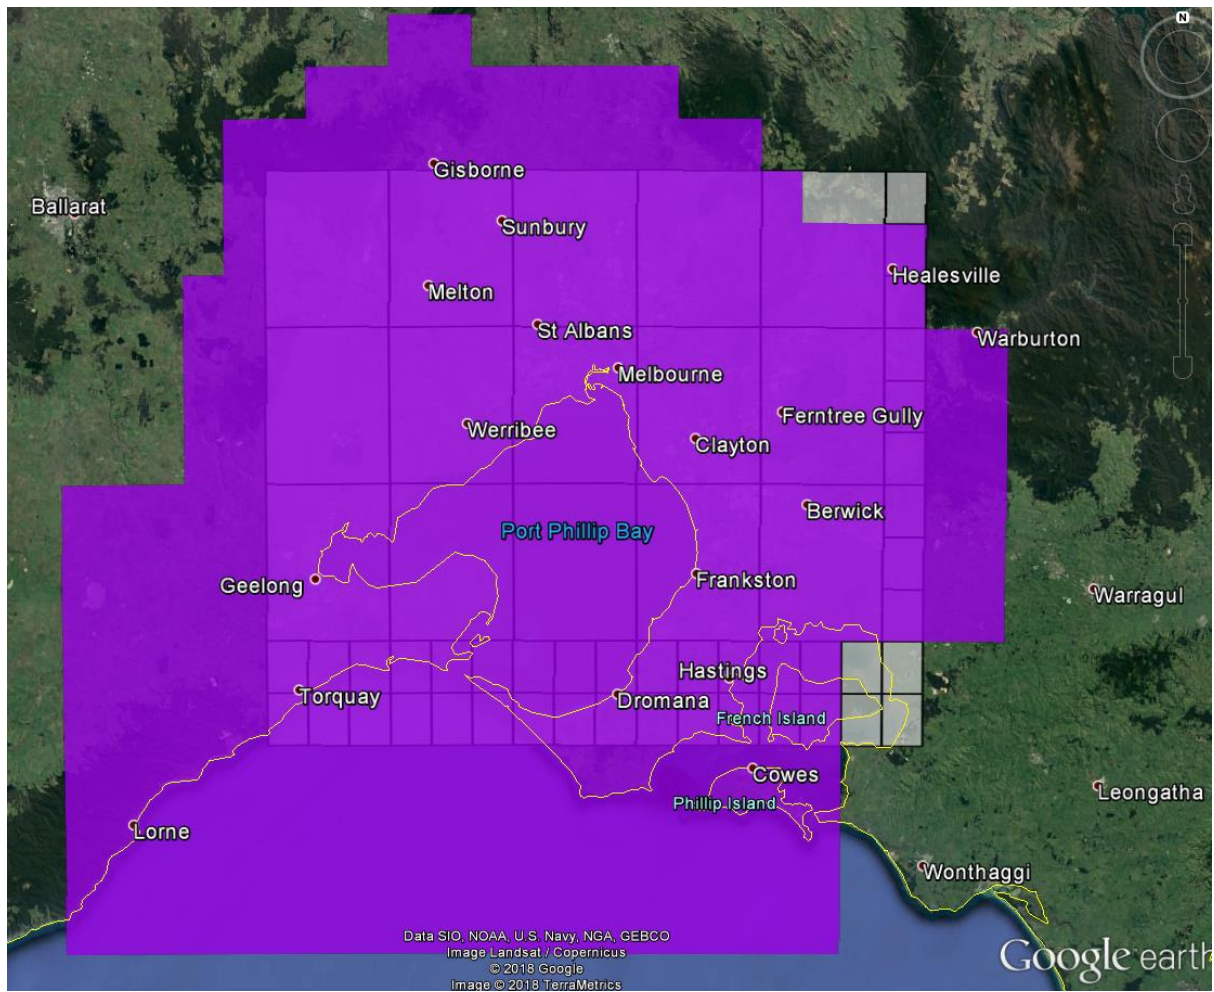 N
Gisborne
Ballarat
Sunbury
Healesville
Melton
St Albans
Warburton
Melbourne
Ferntree Gully
Werribee
Clayton
Berwick
Port Phillip Bay
Geelong
Frankston
Warragul
Hastings
Torquay
Dromana
French Island
Cowes
Leongatha
Phillip Island
Lorne
Wonthaggi
Data SIO, NOAA, U.S. Navy, NGA, GEBCO
Image Landsat / Copernicus
© 2018 Google
Image © 2018 TerraMetrics
Google earth